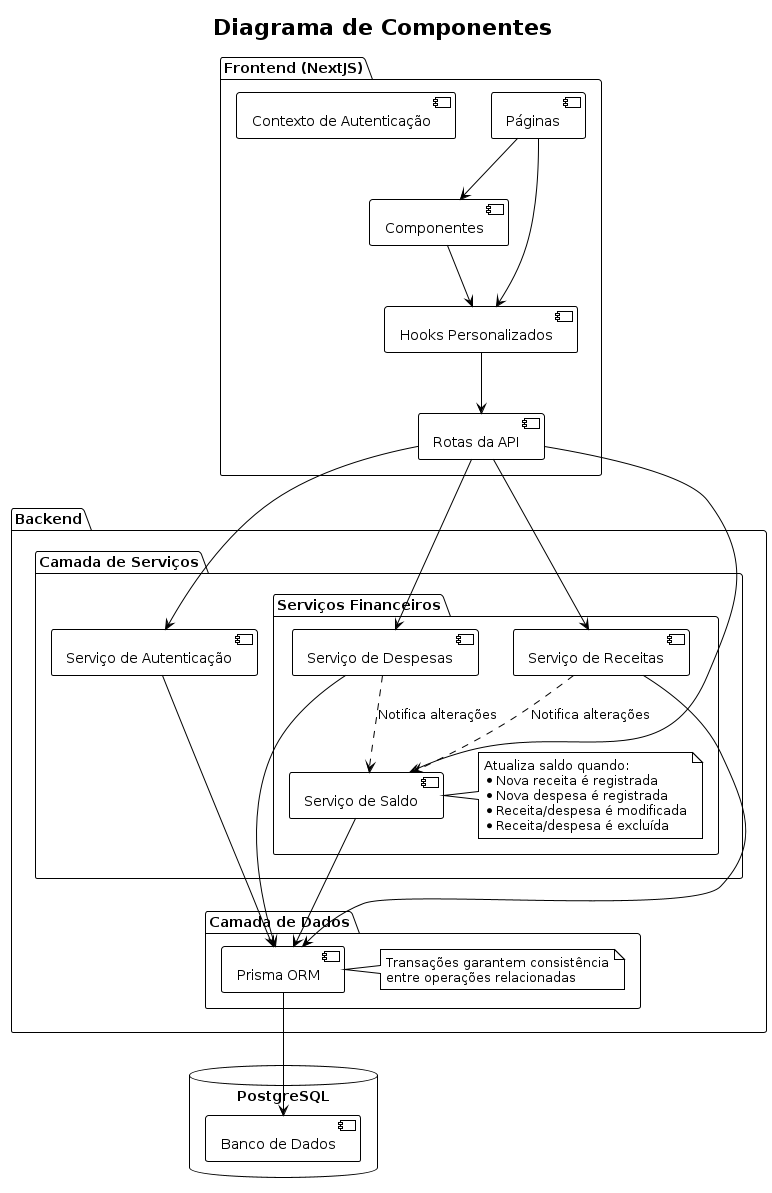 Diagrama de Componentes
Frontend (NextJS)
Contexto de Autenticação
Páginas
Componentes
Hooks Personalizados
Rotas da API
Backend
Camada de Serviços
Serviços Financeiros
Serviço de Autenticação
Serviço de Despesas
Serviço de Receitas
Notifica alterações
Notifica alterações
Serviço de Saldo
Atualiza saldo quando:
• Nova receita é registrada
• Nova despesa é registrada
• Receita/despesa é modificada
• Receita/despesa é excluída
Camada de Dados
Prisma ORM
Transações garantem consistência
entre operações relacionadas
PostgreSQL
Banco de Dados